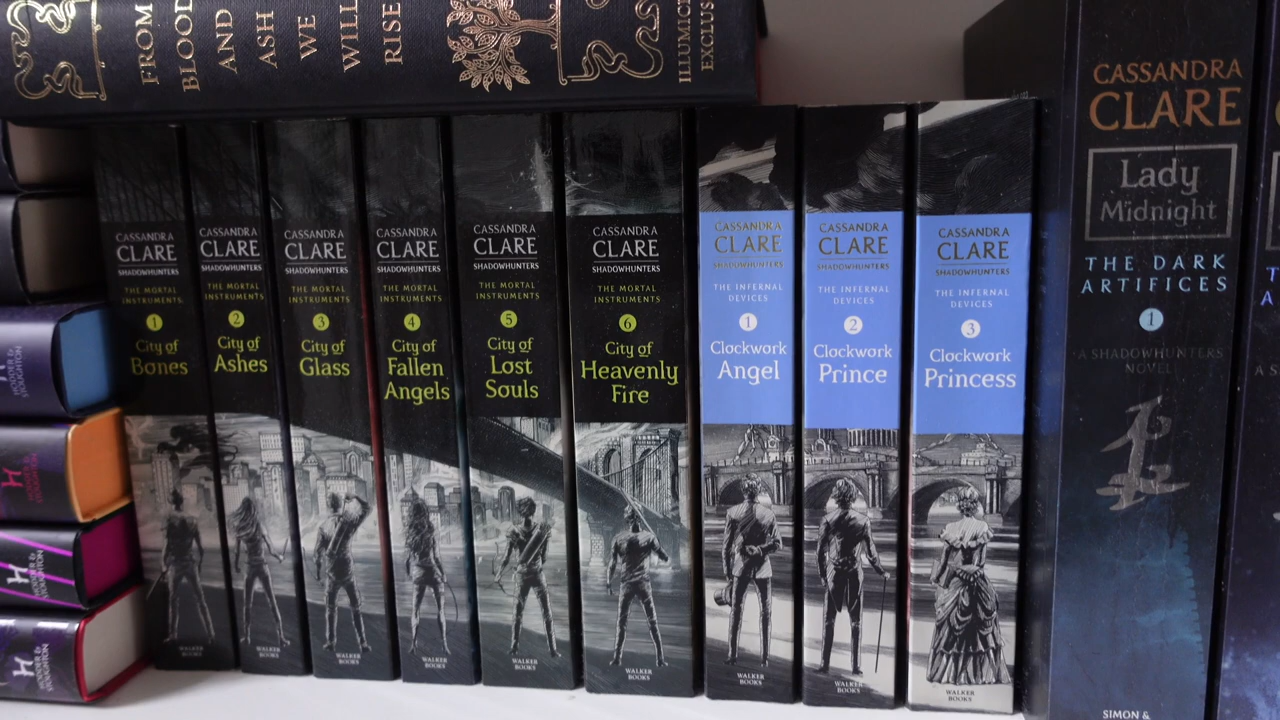 FROM
BLOOD
AND
ASH
WE
WILL
RISE
CASSANDRA
CLARE
SHADOWHUNTERS
THE MORTAL
INSTRUMENTS
1
City of
Bones
WALKER
BOOKS
CASSANDRA
CLARE
SHADOWHUNTERS
THE MORTAL
INSTRUMENTS
2
City of
Ashes
WALKER
BOOKS
CASSANDRA
CLARE
SHADOWHUNTERS
THE MORTAL
INSTRUMENTS
3
City of
Glass
WALKER
BOOKS
CASSANDRA
CLARE
SHADOWHUNTERS
THE MORTAL
INSTRUMENTS
4
City of
Fallen
Angels
WALKER
BOOKS
CASSANDRA
CLARE
SHADOWHUNTERS
THE MORTAL
INSTRUMENTS
5
City of
Lost
Souls
WALKER
BOOKS
CASSANDRA
CLARE
SHADOWHUNTERS
THE MORTAL
INSTRUMENTS
6
City of
Heavenly
Fire
WALKER
BOOKS
CASSANDRA
CLARE
SHADOWHUNTERS
THE INFERNAL
DEVICES
1
Clockwork
Angel
WALKER
BOOKS
CASSANDRA
CLARE
SHADOWHUNTERS
THE INFERNAL
DEVICES
2
Clockwork
Prince
WALKER
BOOKS
CASSANDRA
CLARE
SHADOWHUNTERS
THE INFERNAL
DEVICES
3
Clockwork
Princess
WALKER
BOOKS
CASSANDRA
CLARE
Lady
Midnight
THE DARK
ARTIFICES
1
A SHADOWHUNTERS
NOVEL
SIMON &
H
HODDER &
STOUGHTON